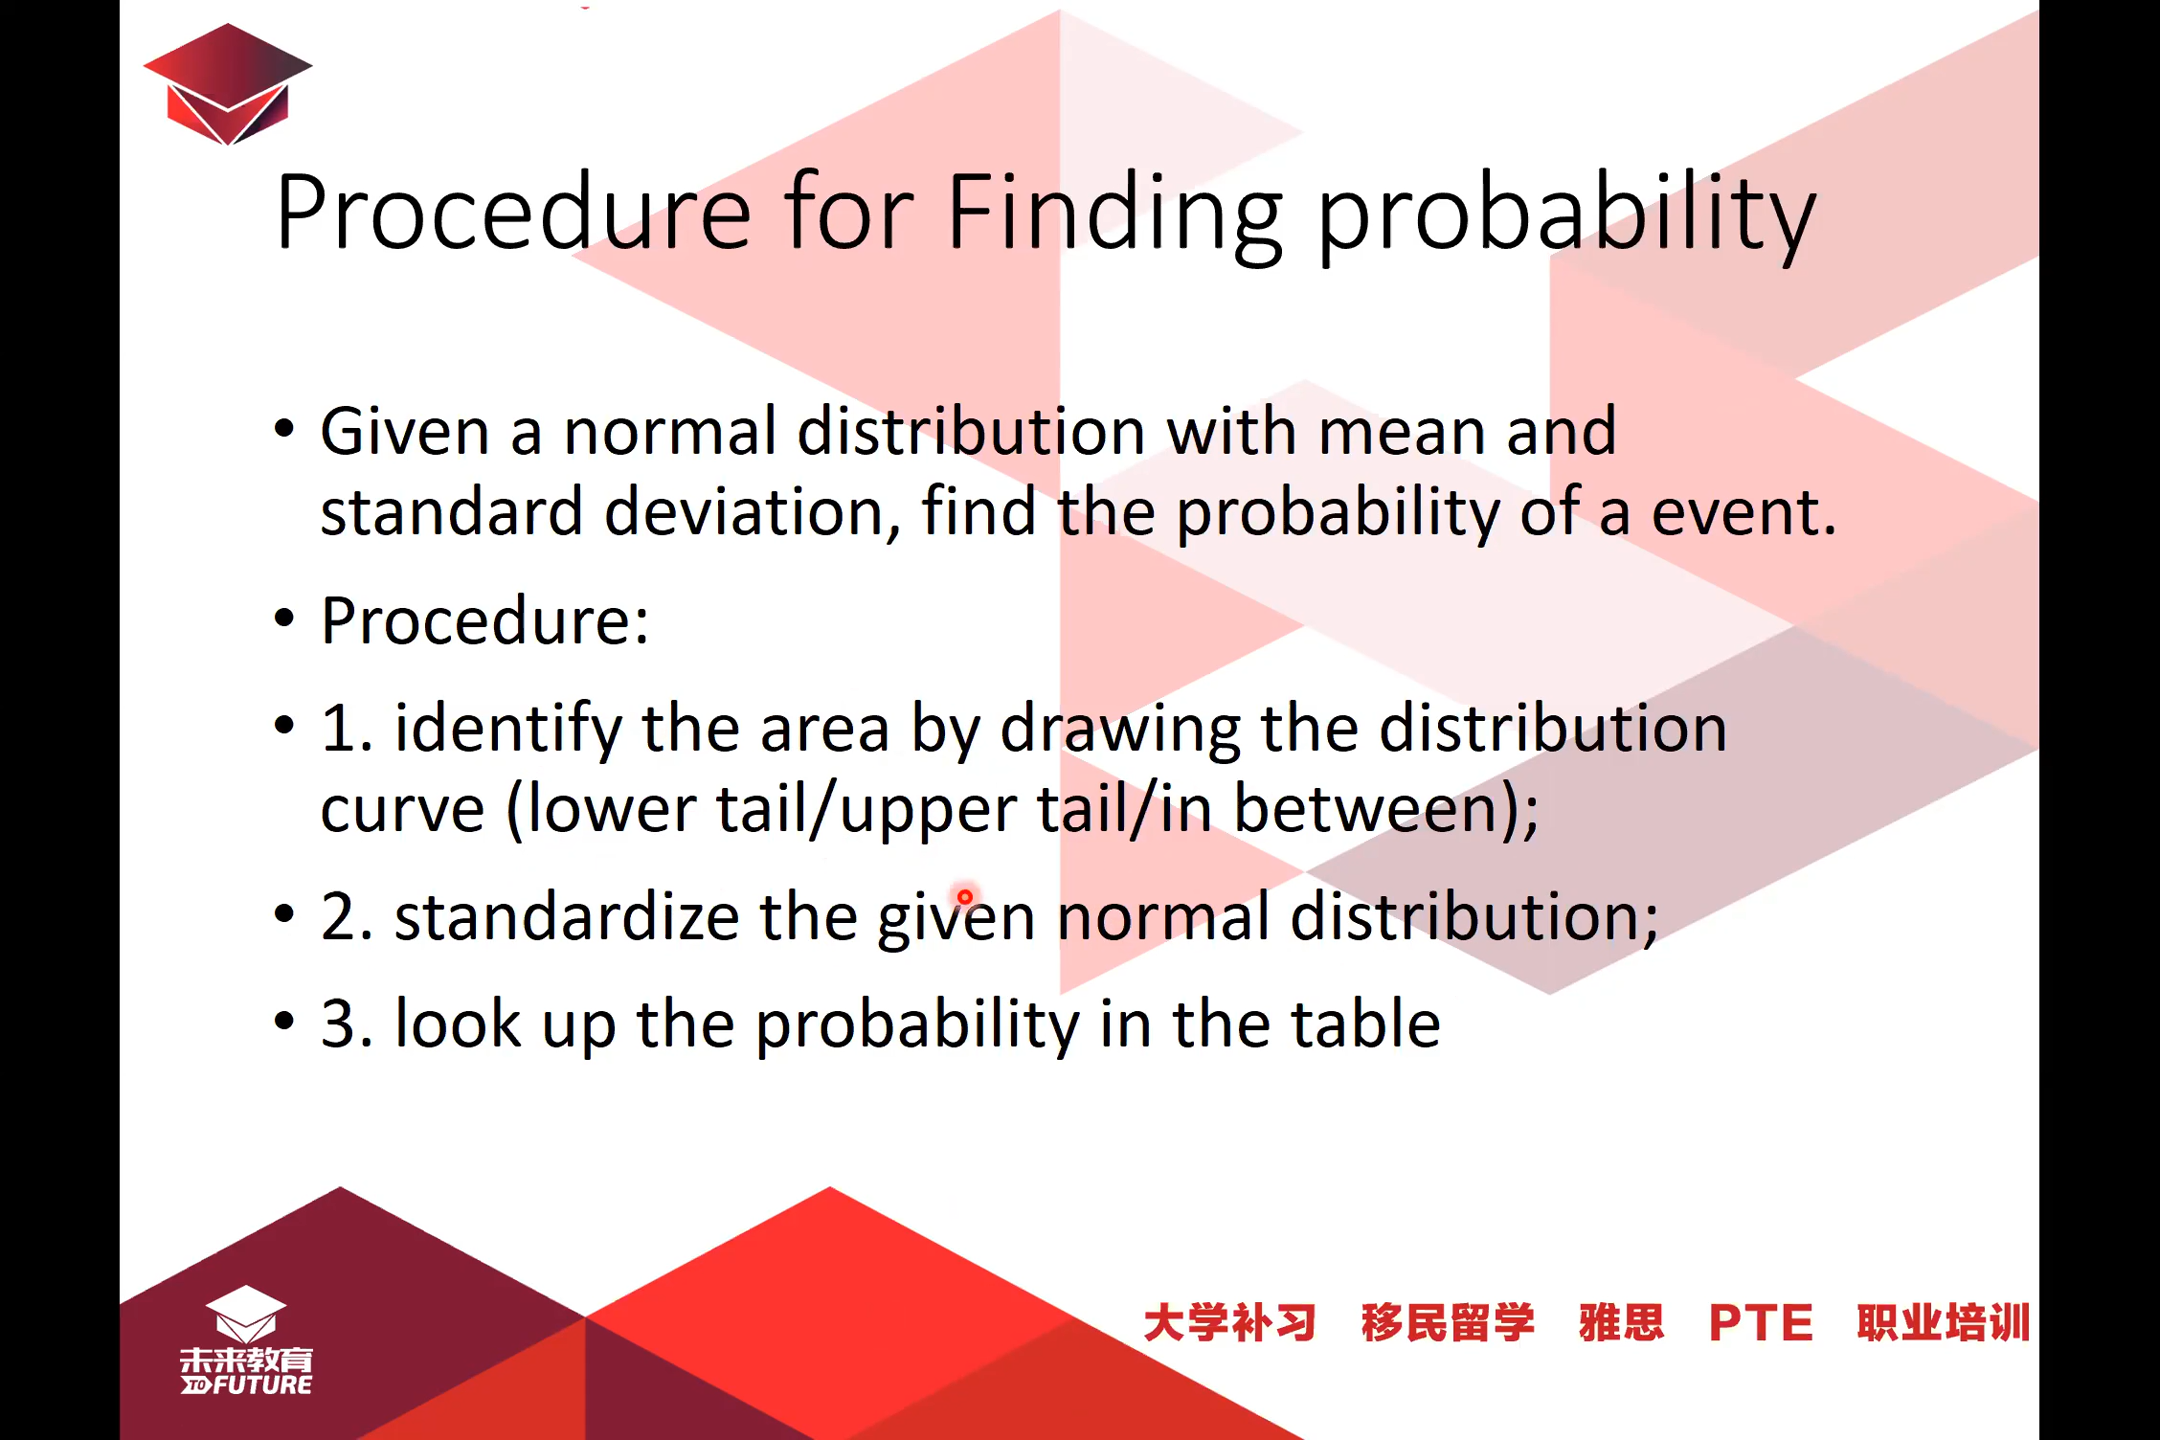 Procedure for Finding probability
• Given a normal distribution with mean and
standard deviation, find the probability of a event.
• Procedure:
• 1. identify the area by drawing the distribution
curve (lower tail/upper tail/in between);
• 2. standardize the given normal distribution;
• 3. look up the probability in the table
大学补习 移民留学 雅思 PTE 职业培训
未来教育
TO FUTURE